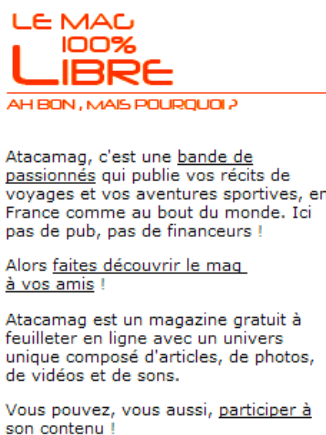 LE MAG
100%
LIBRE
AH BON, MAIS POURQUOI ?
Atacamag, c'est une bande de
passionnés qui publie vos récits de
voyages et vos aventures sportives, en
France comme au bout du monde. Ici
pas de pub, pas de financeurs !
Alors faites découvrir le mag
à vos amis !
Atacamag est un magazine gratuit à
feuilleter en ligne avec un univers
unique composé d'articles, de photos,
de vidéos et de sons.
Vous pouvez, vous aussi, participer à
son contenu !